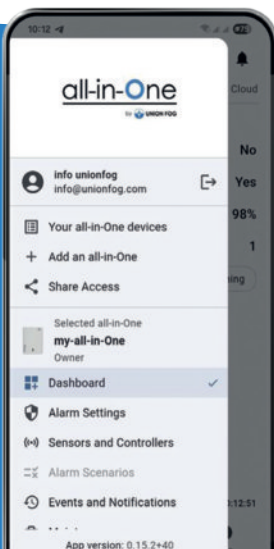 10:12
all-in-One
by UNION FOG
Cloud
info unionfog
info@unionfog.com
No
Yes
98%
1
Your all-in-One devices
Add an all-in-One
Share Access
Selected all-in-One
my-all-in-One
Owner
Dashboard
Alarm Settings
Sensors and Controllers
Alarm Scenarios
Events and Notifications
:12:51
App version: 0.15.2+40